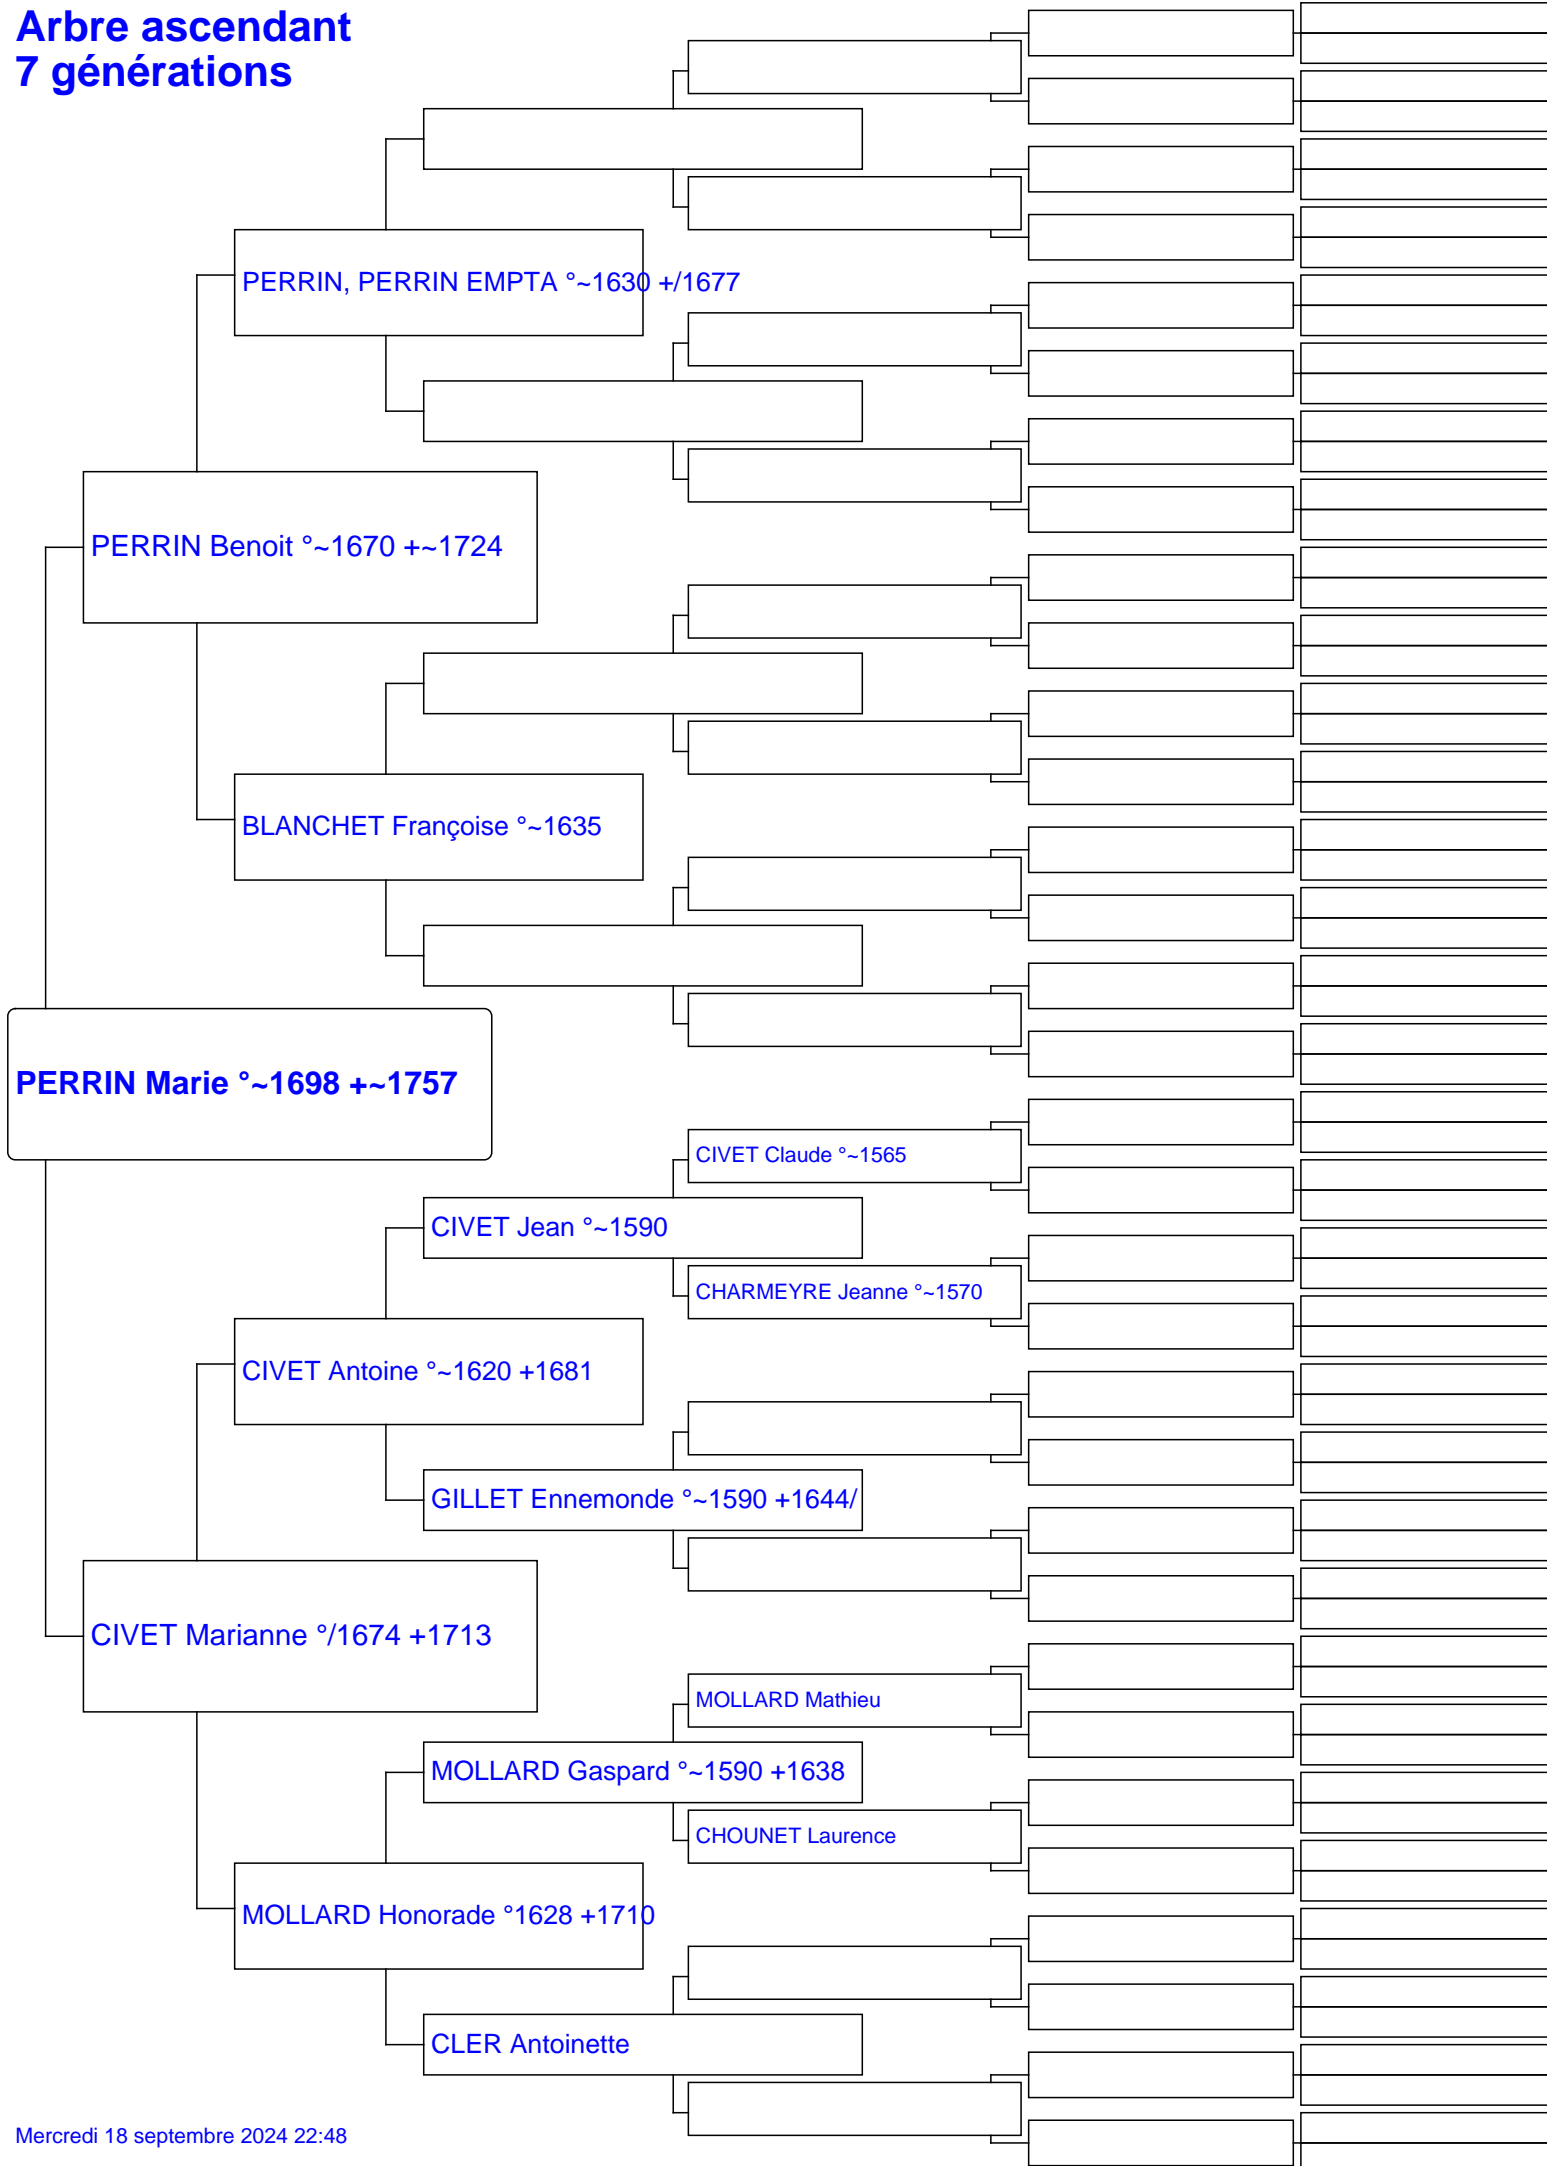 Arbre ascendant
7 générations
PERRIN, PERRIN EMPTA °~1630 +/1677
PERRIN Benoit °~1670 +~1724
BLANCHET Françoise °~1635
PERRIN Marie °~1698 +~1757
CIVET Claude °~1565
CIVET Jean °~1590
CHARMEYRE Jeanne °~1570
CIVET Antoine °~1620 +1681
GILLET Ennemonde °~1590 +1644/
CIVET Marianne °/1674 +1713
MOLLARD Mathieu
MOLLARD Gaspard °~1590 +1638
CHOUNET Laurence
MOLLARD Honorade °1628 +1710
CLER Antoinette
Mercredi 18 septembre 2024 22:48